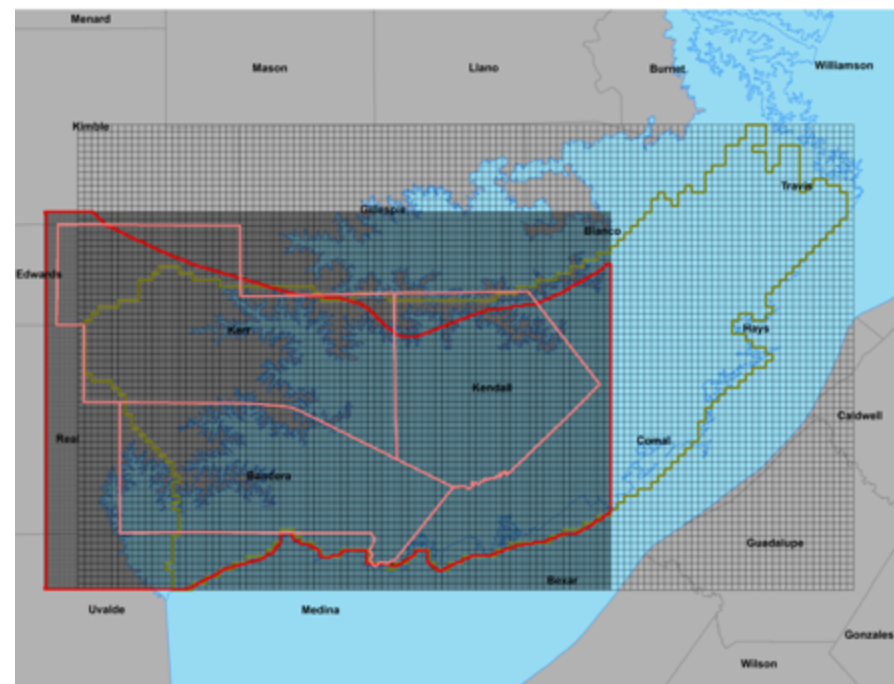 Menard
Mason
Llano
Burnet
Williamson
Kimble
Travis
Gillespie
Blanco
Edwards
Kerr
Hays
Kendall
Caldwell
Real
Comal
Bandera
Guadalupe
Bexar
Uvalde
Medina
Gonzales
Wilson